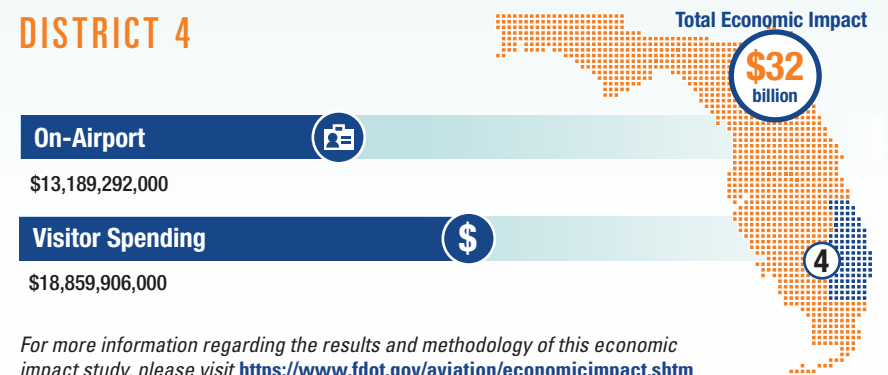 DISTRICT 4
Total Economic Impact
$32
billion
On-Airport
$13,189,292,000
Visitor Spending
$
$18,859,906,000
4
For more information regarding the results and methodology of this economic
impact study, please visit https://www.fdot.gov/aviation/economicimpact.shtm